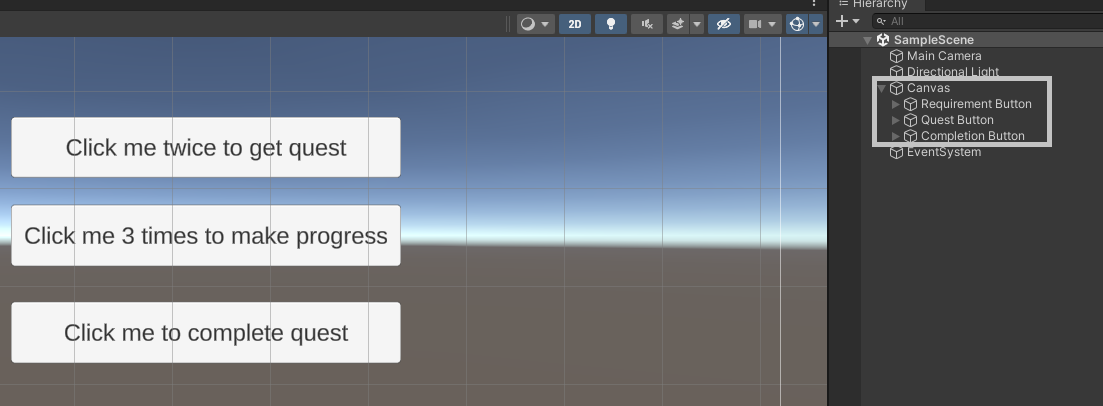 Hierarchy
2D
All
SampleScene
Main Camera
Directional Light
Canvas
Requirement Button
Quest Button
Completion Button
EventSystem
Click me twice to get quest
Click me 3 times to make progress
Click me to complete quest